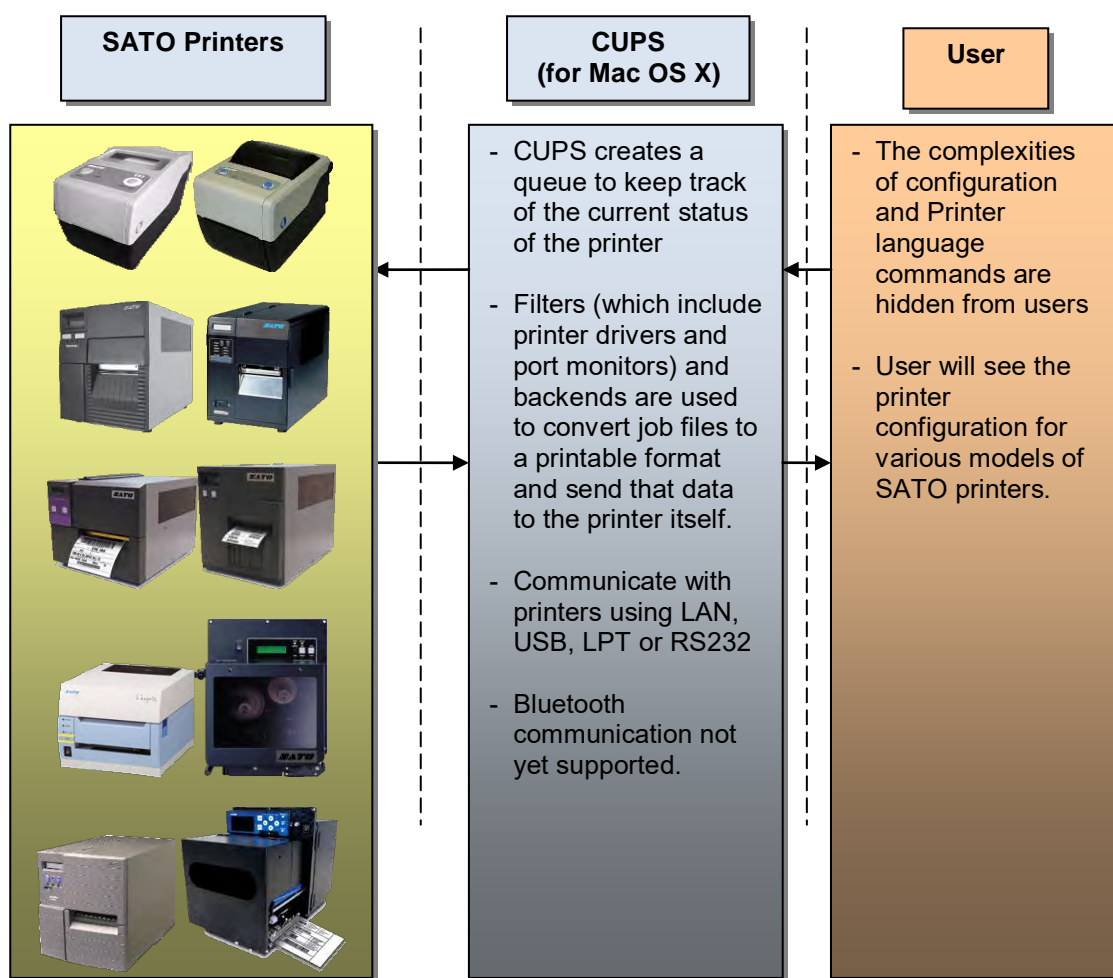 SATO Printers
CUPS
(for Mac OS X)
User
- CUPS creates a
queue to keep track
of the current status
of the printer
- Filters (which include
printer drivers and
port monitors) and
backends are used
to convert job files to
a printable format
and send that data
to the printer itself.
- Communicate with
printers using LAN,
USB, LPT or RS232
- Bluetooth
communication not
yet supported.
- The complexities
of configuration
and Printer
language
commands are
hidden from users
- User will see the
printer
configuration for
various models of
SATO printers.
SATO
SATO
SATO
SATO
SATO
SATO